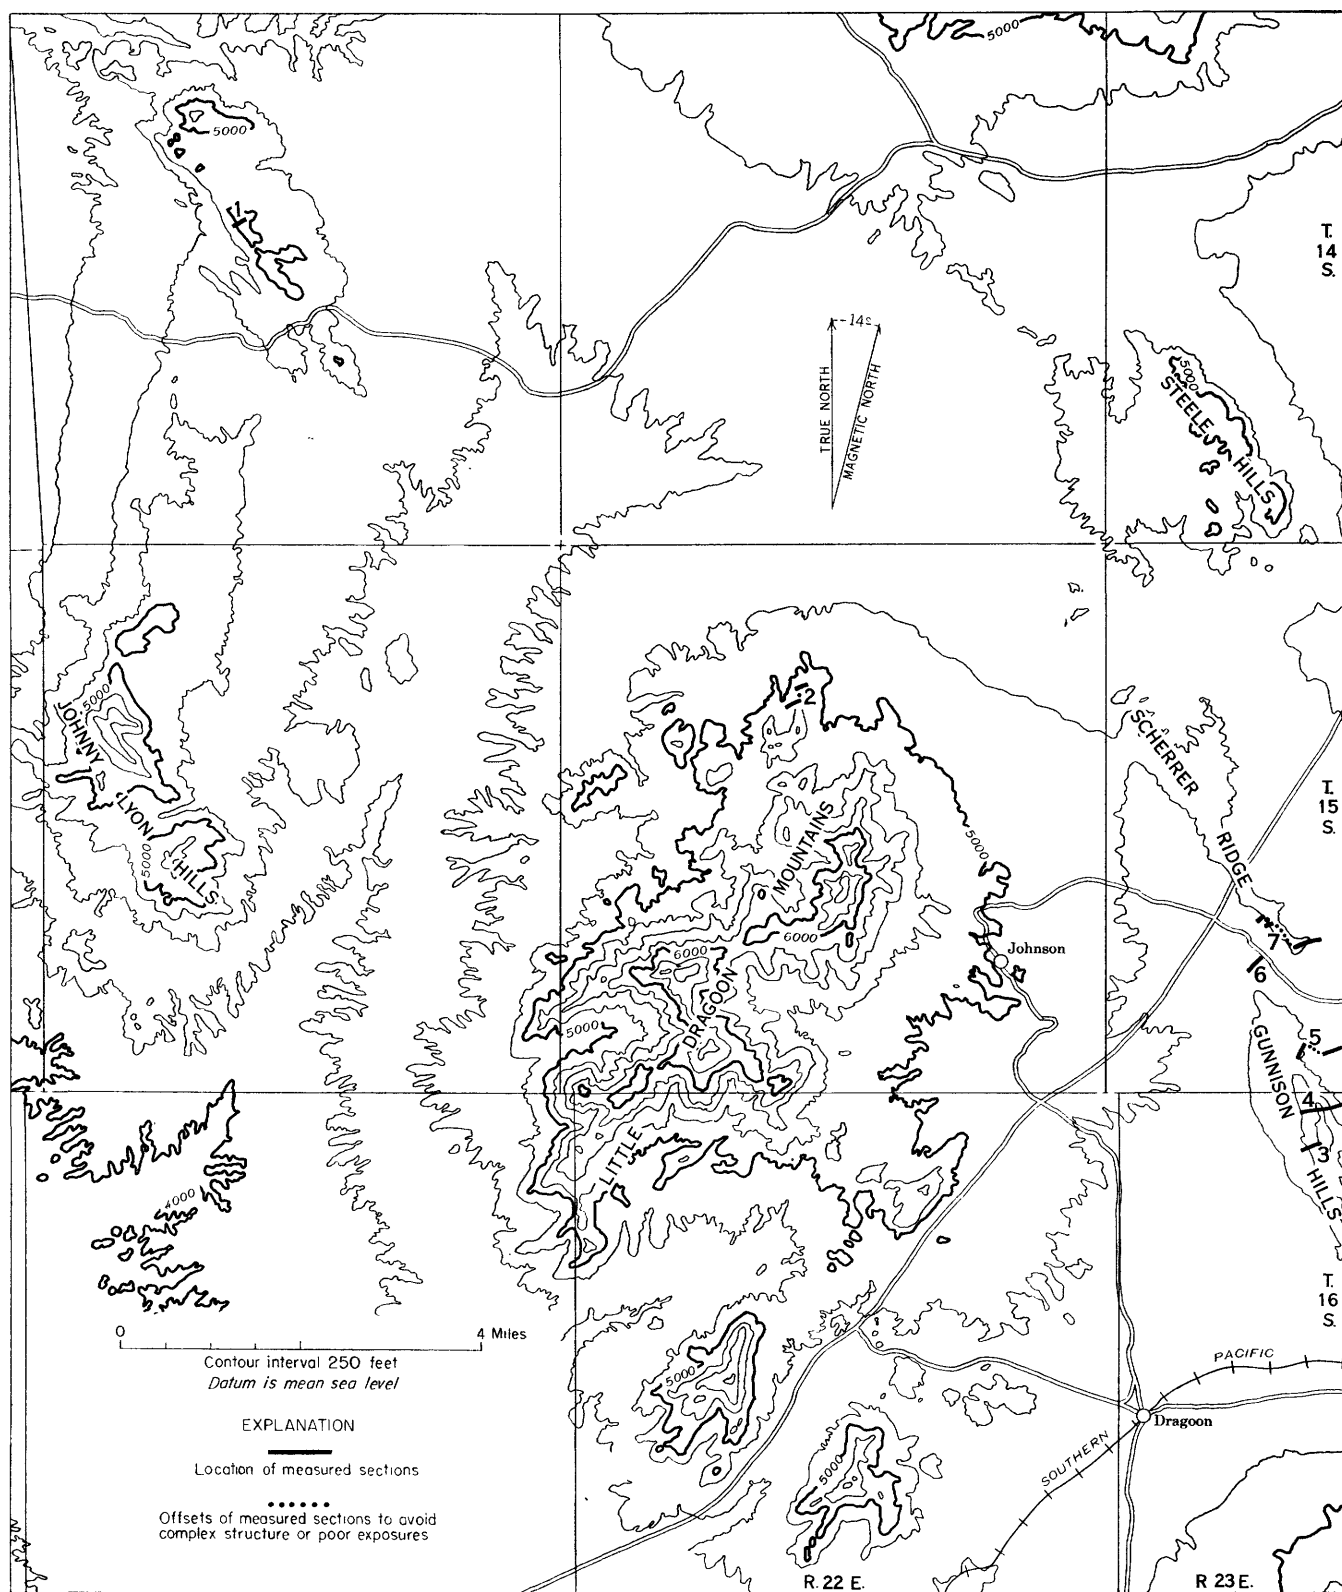 5000
5000
1
T.
14
S.
14°
TRUE NORTH
MAGNETIC NORTH
5000
STEELE
HILLS
5000
JOHNNY
LYON
HILLS
5000
2
SCHERRER
RIDGE
T.
15
S.
MOUNTAINS
5000
6000
6000
DRAGOON
LITTLE
5000
Johnson
7
6
5
4
3
GUNNISON
HILLS
4000
T.
16
S.
0
4 Miles
Contour interval 250 feet
Datum is mean sea level
EXPLANATION
Location of measured sections
Offsets of measured sections to avoid
complex structure or poor exposures
5000
5000
PACIFIC
Dragoon
SOUTHERN
R. 22 E.
R 23 E.